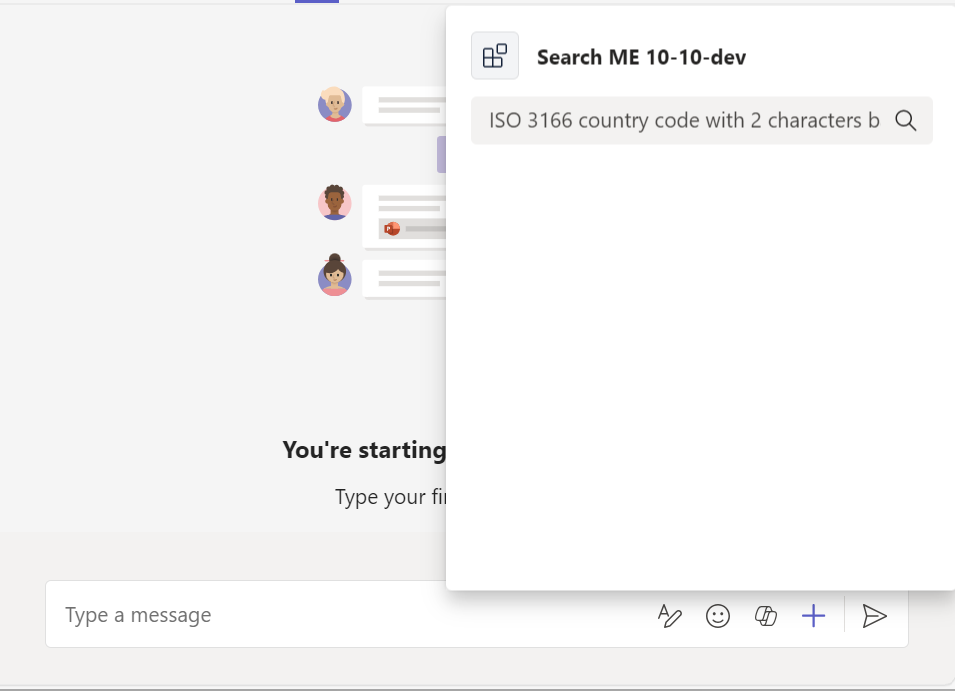 Search ME 10-10-dev
ISO 3166 country code with 2 characters b
P
You're starting
Type your
Type a message